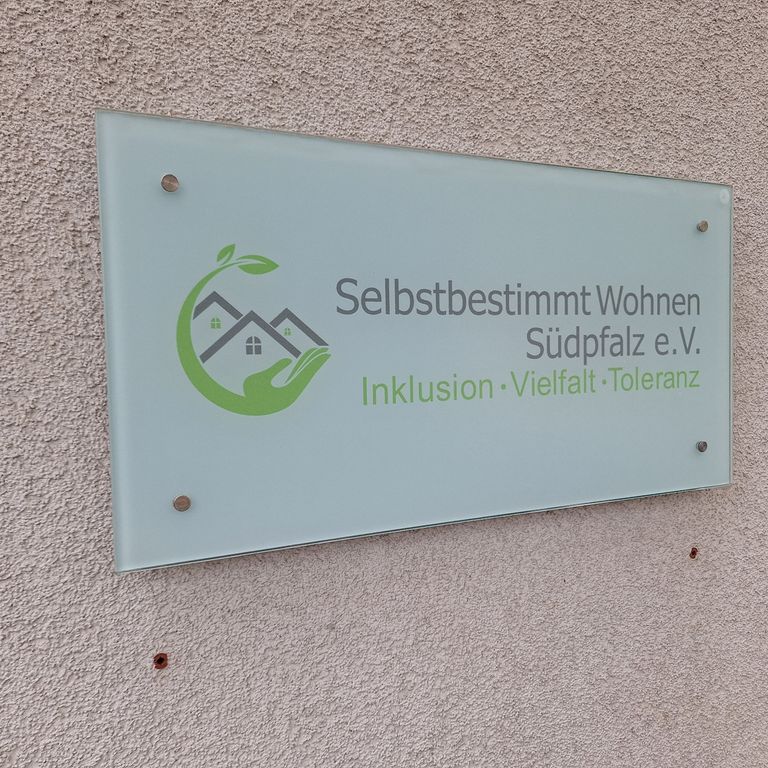 Selbstbestimmt Wohnen
Südpfalz e.V.
Inklusion · Vielfalt · Toleranz